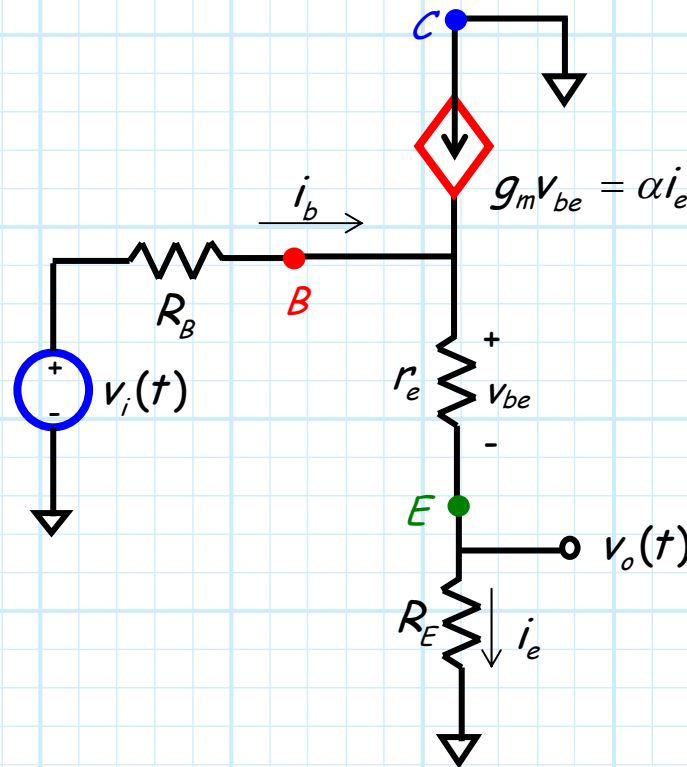 C
g_m v_be = αi_e
i_b
B
R_B
+
-
v_i(t)
r_e
+
v_be
-
E
v_o(t)
R_E
i_e